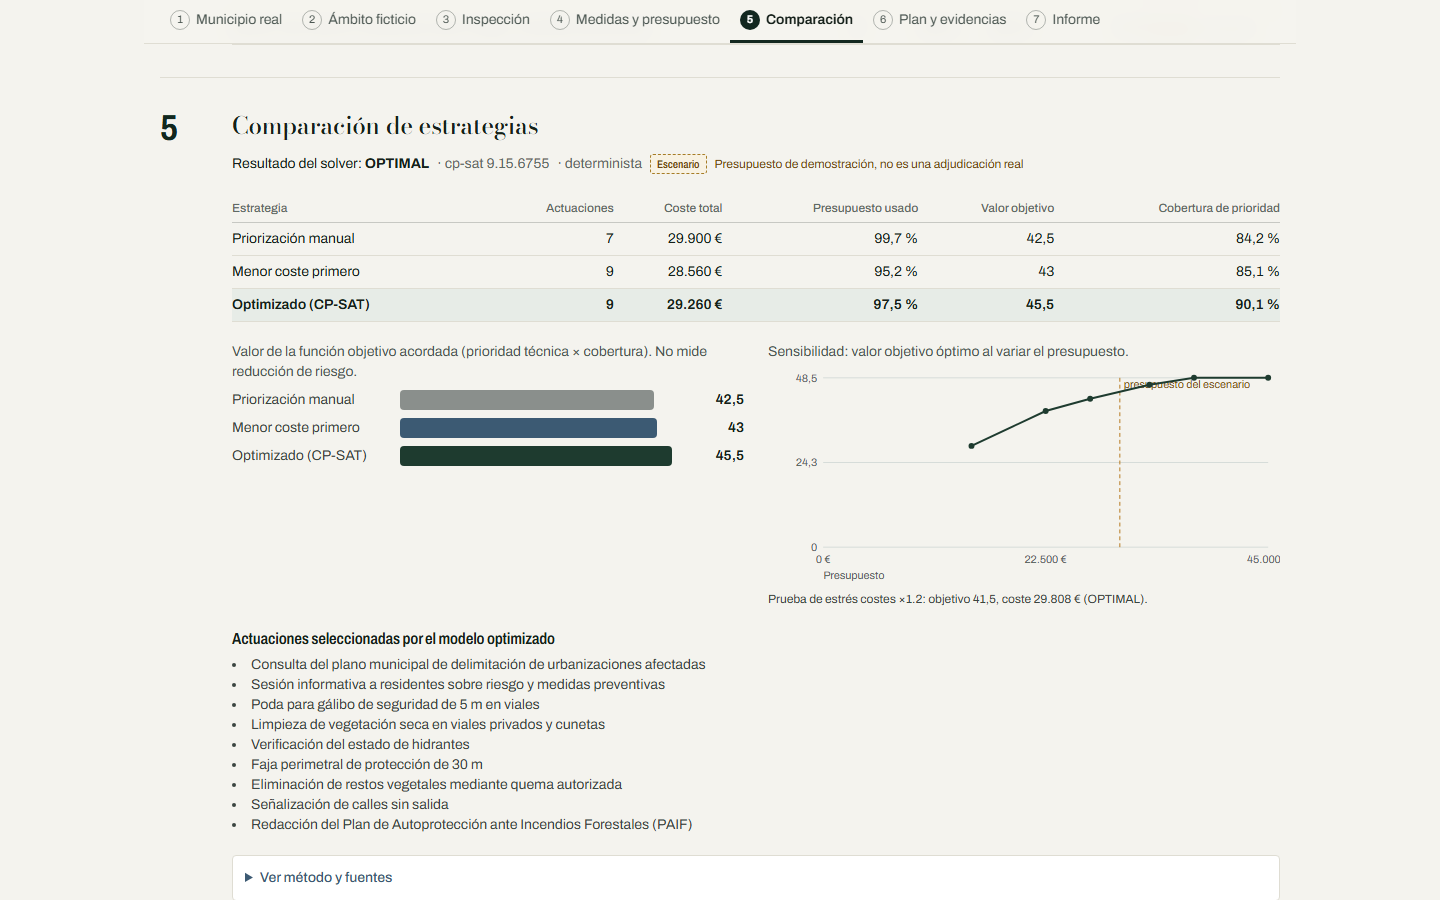 1 Municipio real 2 Ámbito ficticio 3 Inspección 4 Medidas y presupuesto 5 Comparación 6 Plan y evidencias 7 Informe
5 Comparación de estrategias
Resultado del solver: OPTIMAL · cp-sat 9.15.6755 · determinista Escenario Presupuesto de demostración, no es una adjudicación real
Estrategia Actuaciones Coste total Presupuesto usado Valor objetivo Cobertura de prioridad
Priorización manual 7 29.900 € 99,7 % 42,5 84,2 %
Menor coste primero 9 28.560 € 95,2 % 43 85,1 %
Optimizado (CP-SAT) 9 29.260 € 97,5 % 45,5 90,1 %
Valor de la función objetivo acordada (prioridad técnica × cobertura). No mide
reducción de riesgo.
Priorización manual 42,5
Menor coste primero 43
Optimizado (CP-SAT) 45,5
Sensibilidad: valor objetivo óptimo al variar el presupuesto.
48,5
presupuesto del escenario
24,3
0
0 € 22.500 € 45.000
Presupuesto
Prueba de estrés costes ×1.2: objetivo 41,5, coste 29.808 € (OPTIMAL).
Actuaciones seleccionadas por el modelo optimizado
• Consulta del plano municipal de delimitación de urbanizaciones afectadas
• Sesión informativa a residentes sobre riesgo y medidas preventivas
• Poda para gálibo de seguridad de 5 m en viales
• Limpieza de vegetación seca en viales privados y cunetas
• Verificación del estado de hidrantes
• Faja perimetral de protección de 30 m
• Eliminación de restos vegetales mediante quema autorizada
• Señalización de calles sin salida
• Redacción del Plan de Autoprotección ante Incendios Forestales (PAIF)
▶ Ver método y fuentes